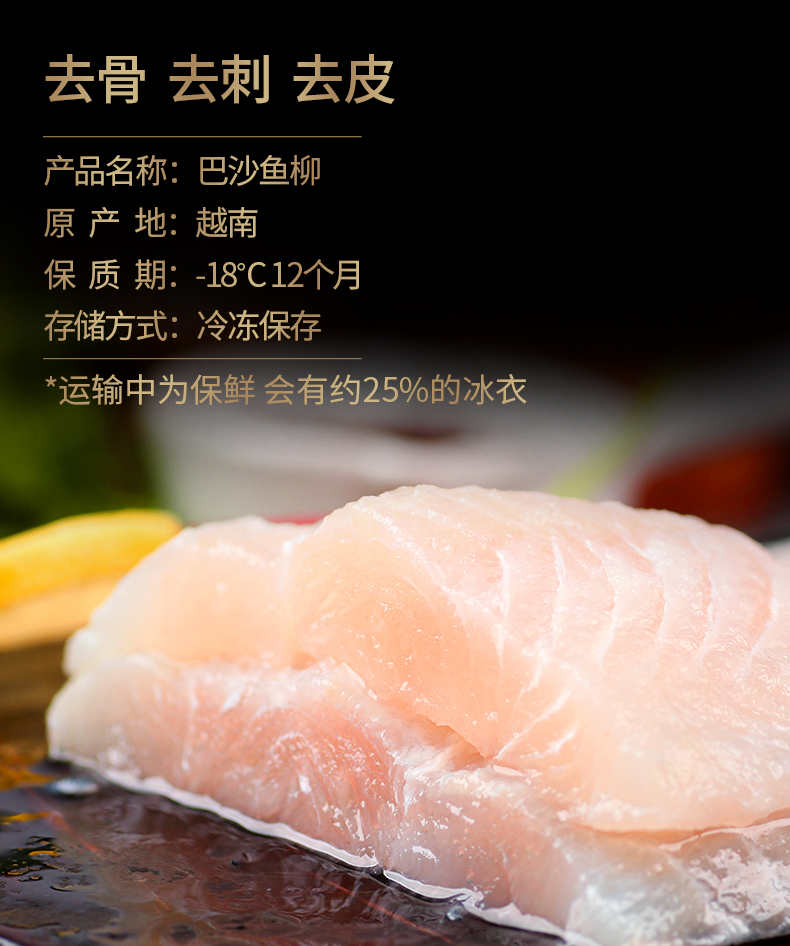 去骨 去刺 去皮
产品名称：巴沙鱼柳
原 产 地：越南
保 质 期：-18℃ 12个月
存储方式：冷冻保存
*运输中为保鲜 会有约25%的冰衣